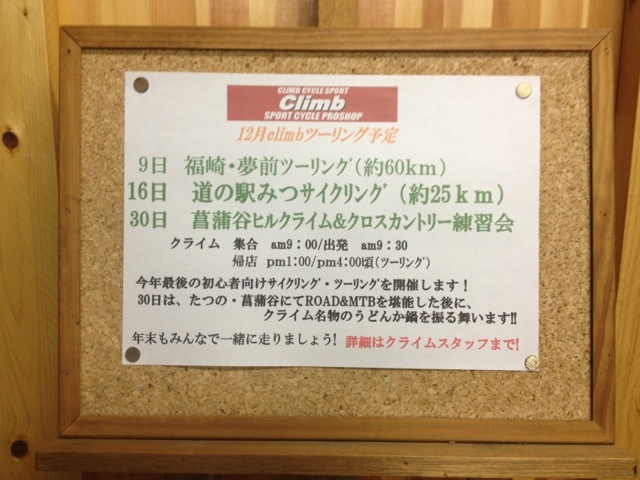 CLIMB CYCLE SPORT
Climb
SPORT CYCLE PROSHOP
12月climbツーリング予定
9日 福崎・夢前ツーリング(約60km)
16日 道の駅みつサイクリング(約25km)
30日 菖蒲谷ヒルクライム&クロスカントリー練習会
クライム 集合 am9：00/出発 am9：30
帰店 pm1:00/pm4:00頃(ツーリング)
今年最後の初心者向けサイクリング・ツーリングを開催します！
30日は、たつの・菖蒲谷にてROAD&MTBを堪能した後に、
クライム名物のうどんか鍋を振る舞います!!
年末もみんなで一緒に走りましょう! 詳細はクライムスタッフまで!